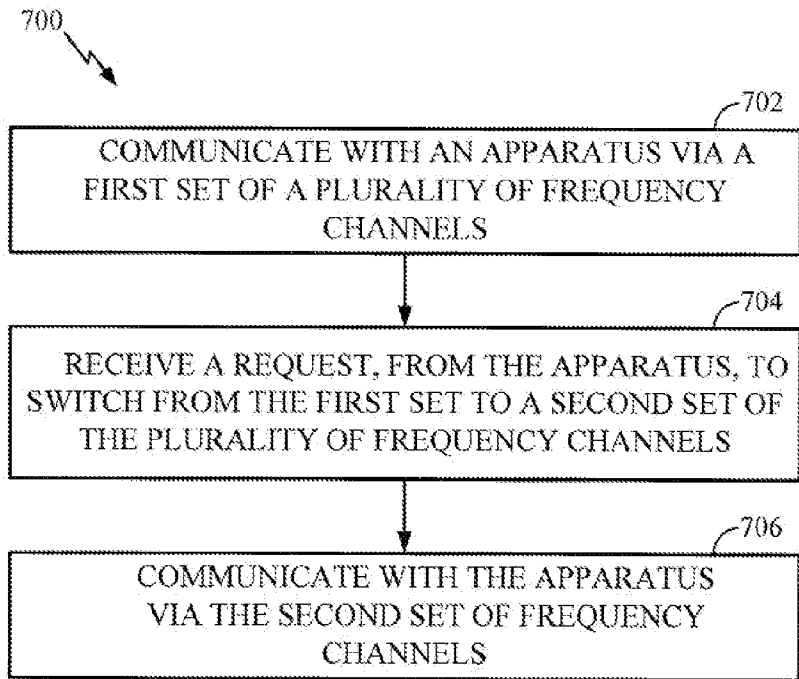 700
702
COMMUNICATE WITH AN APPARATUS VIA A
FIRST SET OF A PLURALITY OF FREQUENCY
CHANNELS
704
RECEIVE A REQUEST, FROM THE APPARATUS, TO
SWITCH FROM THE FIRST SET TO A SECOND SET OF
THE PLURALITY OF FREQUENCY CHANNELS
706
COMMUNICATE WITH THE APPARATUS
VIA THE SECOND SET OF FREQUENCY
CHANNELS